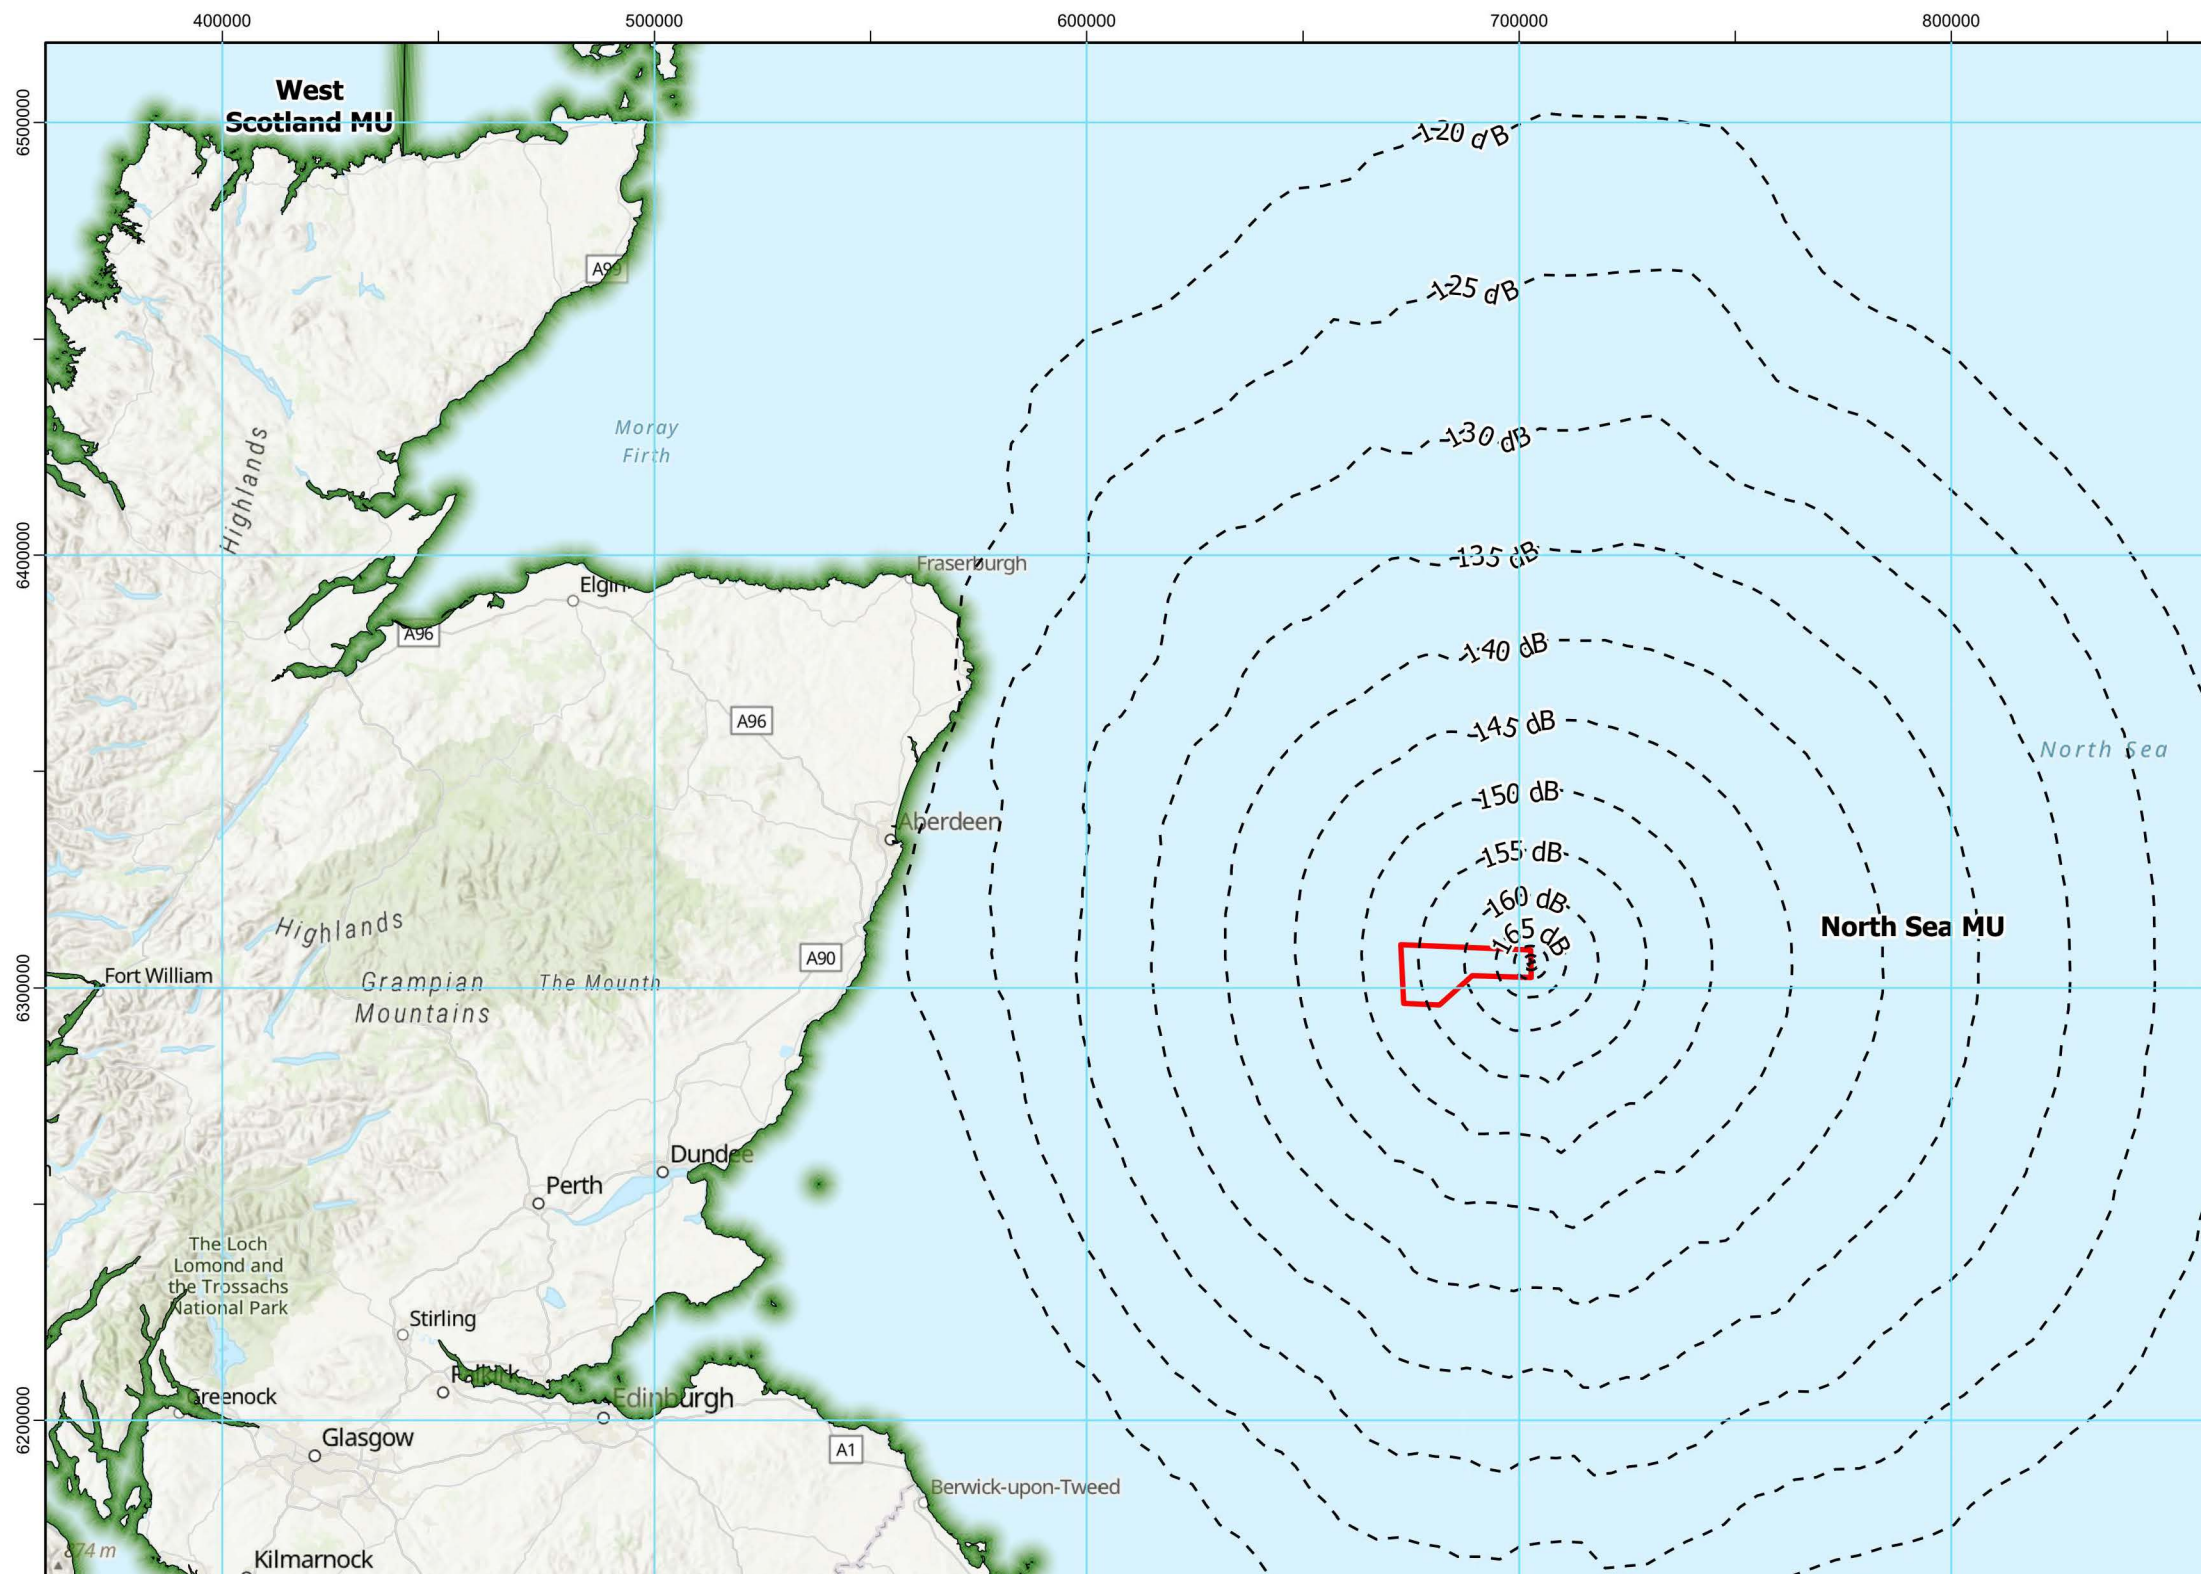 400000
500000
600000
700000
800000
6500000
6400000
6300000
6200000
West
Scotland MU
A99
Moray
Firth
Highlands
Fraserburgh
Elgin
A96
A96
Aberdeen
Highlands
A90
Fort William
Grampian
Mountains
The Mounth
Dundee
Perth
The Loch
Lomond and
the Trossachs
National Park
Stirling
Falkirk
Greenock
Edinburgh
Glasgow
A1
Berwick-upon-Tweed
Kilmarnock
874 m
120 dB
125 dB
130 dB
135 dB
140 dB
145 dB
150 dB
155 dB
160 dB
165 dB
North Sea
North Sea MU